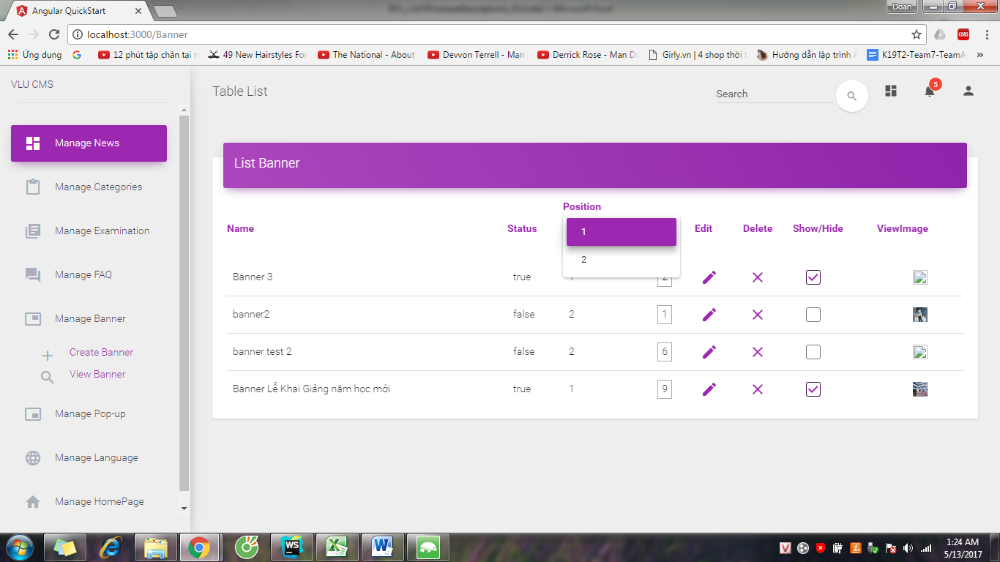 Angular QuickStart
Doan
localhost:3000/Banner
CORS
Ứng dụng
12 phút tập chân tại n
49 New Hairstyles For
The National - About
Devvon Terrell - Man
Derrick Rose - Man D
Girly.vn | 4 shop thời t
Hướng dẫn lập trình A
K19T2-Team7-TeamA
»
VLU CMS
Table List
Search
5
Manage News
Manage Categories
Manage Examination
Manage FAQ
Manage Banner
Create Banner
View Banner
Manage Pop-up
Manage Language
Manage HomePage
List Banner
Position
Name Status 1 Edit Delete Show/Hide ViewImage
2
Banner 3 true 1 2
banner2 false 2 1
banner test 2 false 2 6
Banner Lễ Khai Giảng năm học mới true 1 9
WS
1:24 AM
5/13/2017